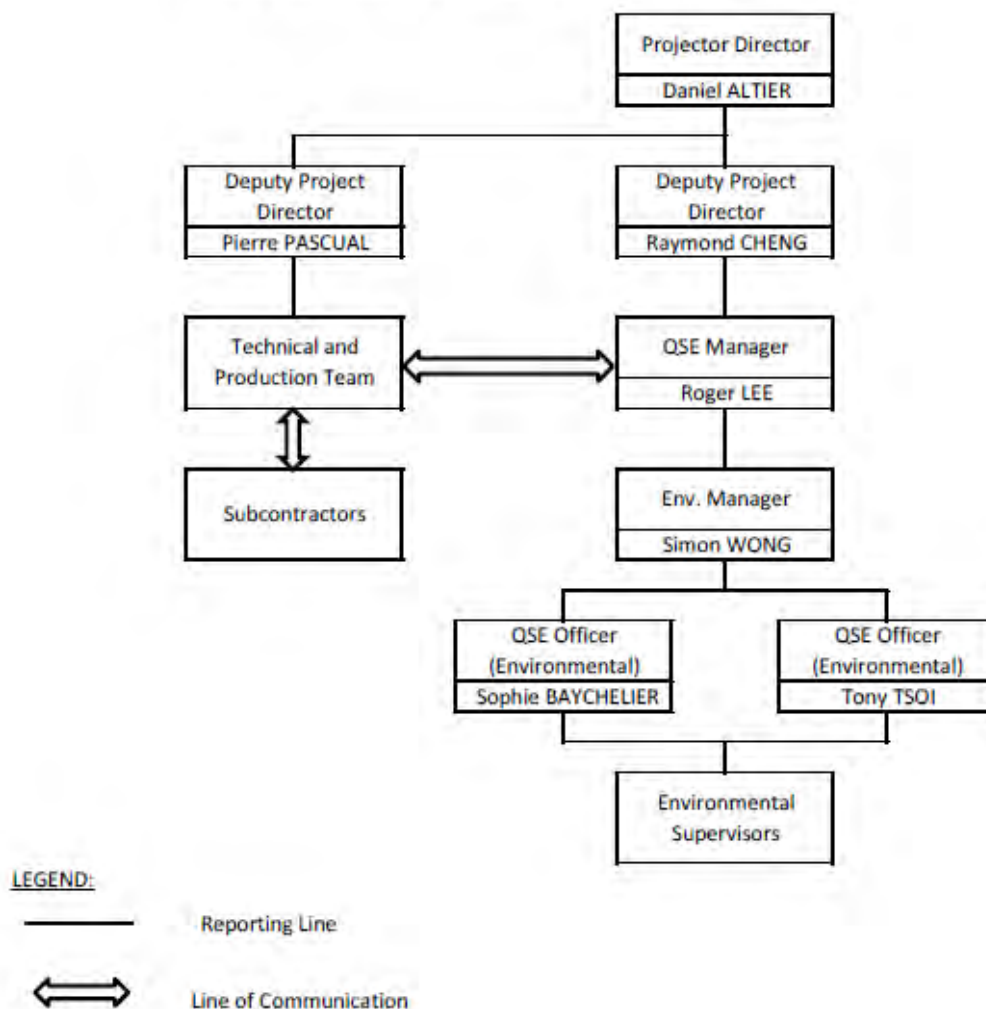 Projector Director
Daniel ALTIER
Deputy Project
Director
Pierre PASCUAL
Deputy Project
Director
Raymond CHENG
Technical and
Production Team
QSE Manager
Roger LEE
Subcontractors
Env. Manager
Simon WONG
QSE Officer
(Environmental)
Sophie BAYCHELIER
QSE Officer
(Environmental)
Tony TSOI
Environmental
Supervisors
LEGEND:
Reporting Line
Line of Communication